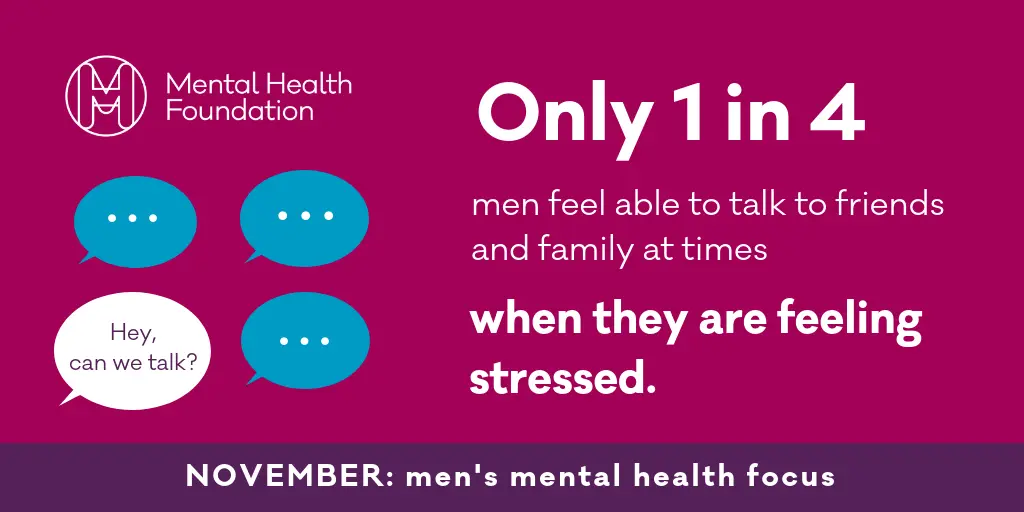 Mental Health
Foundation
Only 1 in 4
men feel able to talk to friends
and family at times
when they are feeling
stressed.
Hey,
can we talk?
NOVEMBER: men's mental health focus